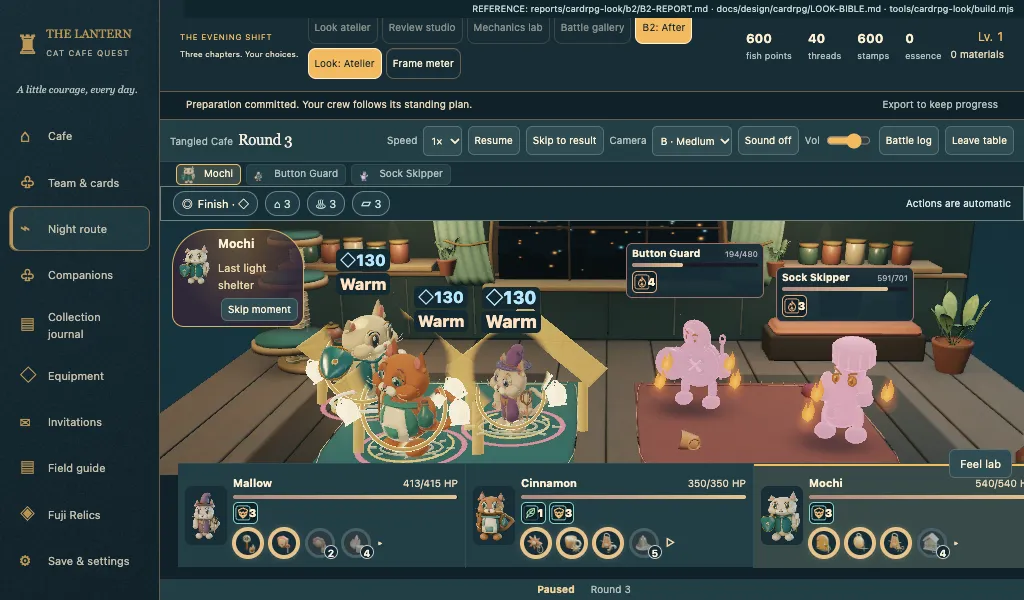 REFERENCE: reports/cardrpg-look/b2/B2-REPORT.md · docs/design/cardrpg/LOOK-BIBLE.md · tools/cardrpg-look/build.mjs
THE LANTERN
CAT CAFE QUEST
A little courage, every day.
Cafe
Team & cards
Night route
Companions
Collection
journal
Equipment
Invitations
Field guide
Fuji Relics
Save & settings
THE EVENING SHIFT
Three chapters. Your choices.
Look atelier
Review studio
Mechanics lab
Battle gallery
B2: After
Look: Atelier
Frame meter
600
fish points
40
threads
600
stamps
0
essence
Lv. 1
0 materials
Preparation committed. Your crew follows its standing plan.
Export to keep progress
Tangled Cafe Round 3
Speed
1x
Resume
Skip to result
Camera
B · Medium
Sound off
Vol
Battle log
Leave table
Mochi
Button Guard
Sock Skipper
Finish ·
3
3
3
Actions are automatic
Mochi
Last light
shelter
Skip moment
130
Warm
130
Warm
130
Warm
Button Guard 194/480
4
Sock Skipper 591/701
3
Feel lab
Mallow 413/415 HP
3
2
4
Cinnamon 350/350 HP
1
3
5
Mochi 540/540 H
3
4
Paused Round 3